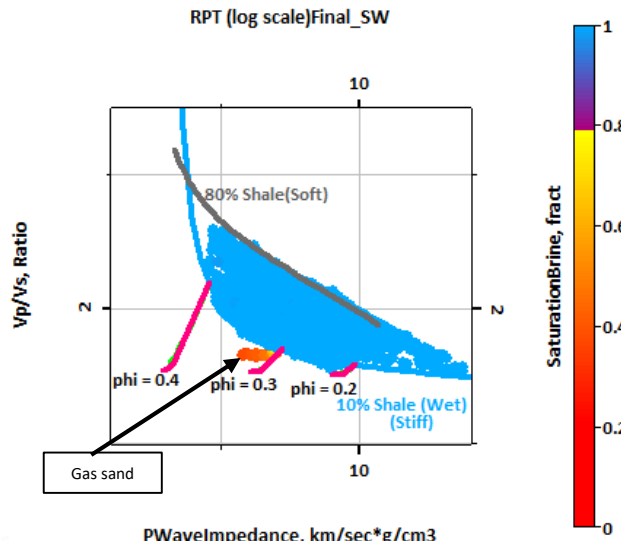 RPT (log scale)Final_SW
10
1
0.8
0.6
0.4
0.2
0
SaturationBrine, fract
80% Shale(Soft)
Vp/Vs, Ratio
2
2
phi = 0.4
phi = 0.3
phi = 0.2
10% Shale (Wet)
(Stiff)
Gas sand
10
PWaveImpedance, km/sec*g/cm3